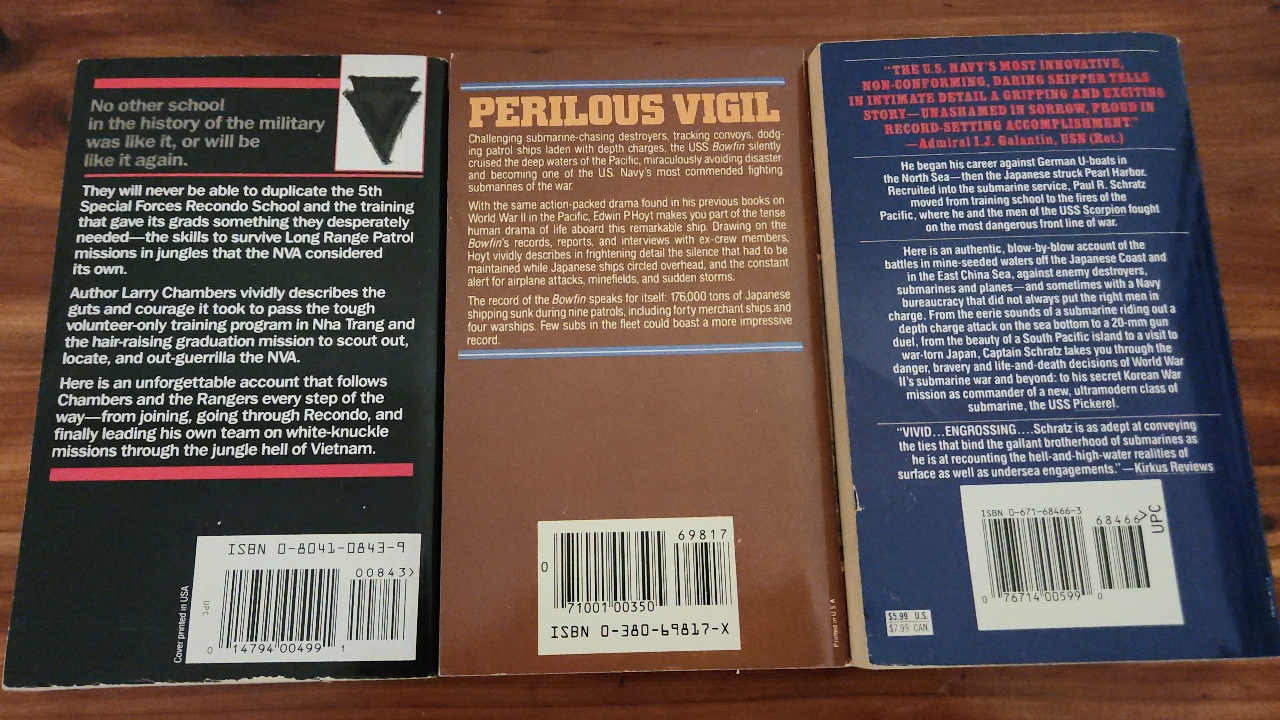 No other school
in the history of the military
was like it, or will be
like it again.
They will never be able to duplicate the 5th
Special Forces Recondo School and the training
that gave its grads something they desperately
needed—the skills to survive Long Range Patrol
missions in jungles that the NVA considered
its own.
Author Larry Chambers vividly describes the
guts and courage it took to pass the tough
volunteer-only training program in Nha Trang and
the hair-raising graduation mission to scout out,
locate, and out-guerrilla the NVA.
Here is an unforgettable account that follows
Chambers and the Rangers every step of the
way—from joining, going through Recondo, and
finally leading his own team on white-knuckle
missions through the jungle hell of Vietnam.
Cover printed in USA
ISBN 0-8041-0843-9
00843>
UPC
0 14794 00499 1
PERILOUS VIGIL
Challenging submarine-chasing destroyers, tracking convoys, dodg-
ing patrol ships laden with depth charges, the USS Bowfin silently
cruised the deep waters of the Pacific, miraculously avoiding disaster
and becoming one of the U.S. Navy's most commended fighting
submarines of the war.
With the same action-packed drama found in his previous books on
World War II in the Pacific, Edwin P. Hoyt makes you part of the tense
human drama of life aboard this remarkable ship. Drawing on the
Bowfin's records, reports, and interviews with ex-crew members,
Hoyt vividly describes in frightening detail the silence that had to be
maintained while Japanese ships circled overhead, and the constant
alert for airplane attacks, minefields, and sudden storms.
The record of the Bowfin speaks for itself: 176,000 tons of Japanese
shipping sunk during nine patrols, including forty merchant ships and
four warships. Few subs in the fleet could boast a more impressive
record.
69817
0
71001 00350
ISBN 0-380-69817-X
Printed in U S A
"THE U.S. NAVY'S MOST INNOVATIVE,
NON-CONFORMING, DARING SKIPPER TELLS
IN INTIMATE DETAIL A GRIPPING AND EXCITING
STORY—UNASHAMED IN SORROW, PROUD IN
RECORD-SETTING ACCOMPLISHMENT."
—Admiral I.J. Galantin, USN (Ret.)
He began his career against German U-boats in
the North Sea—then the Japanese struck Pearl Harbor.
Recruited into the submarine service, Paul R. Schratz
moved from training school to the fires of the
Pacific, where he and the men of the USS Scorpion fought
on the most dangerous front line of war.
Here is an authentic, blow-by-blow account of the
battles in mine-seeded waters off the Japanese Coast and
in the East China Sea, against enemy destroyers,
submarines and planes—and sometimes with a Navy
bureaucracy that did not always put the right men in
charge. From the eerie sounds of a submarine riding out a
depth charge attack on the sea bottom to a 20-mm gun
duel, from the beauty of a South Pacific island to a visit to
war-torn Japan, Captain Schratz takes you through the
danger, bravery and life-and-death decisions of World War
II's submarine war and beyond: to his secret Korean War
mission as commander of a new, ultramodern class of
submarine, the USS Pickerel.
"VIVID...ENGROSSING....Schratz is as adept at conveying
the ties that bind the gallant brotherhood of submarines as
he is at recounting the hell-and-high-water realities of
surface as well as undersea engagements." —Kirkus Reviews
ISBN 0-671-68466-3
68466>
UPC
0 76714 00599 0
$5.99 U.S.
$7.99 CAN.